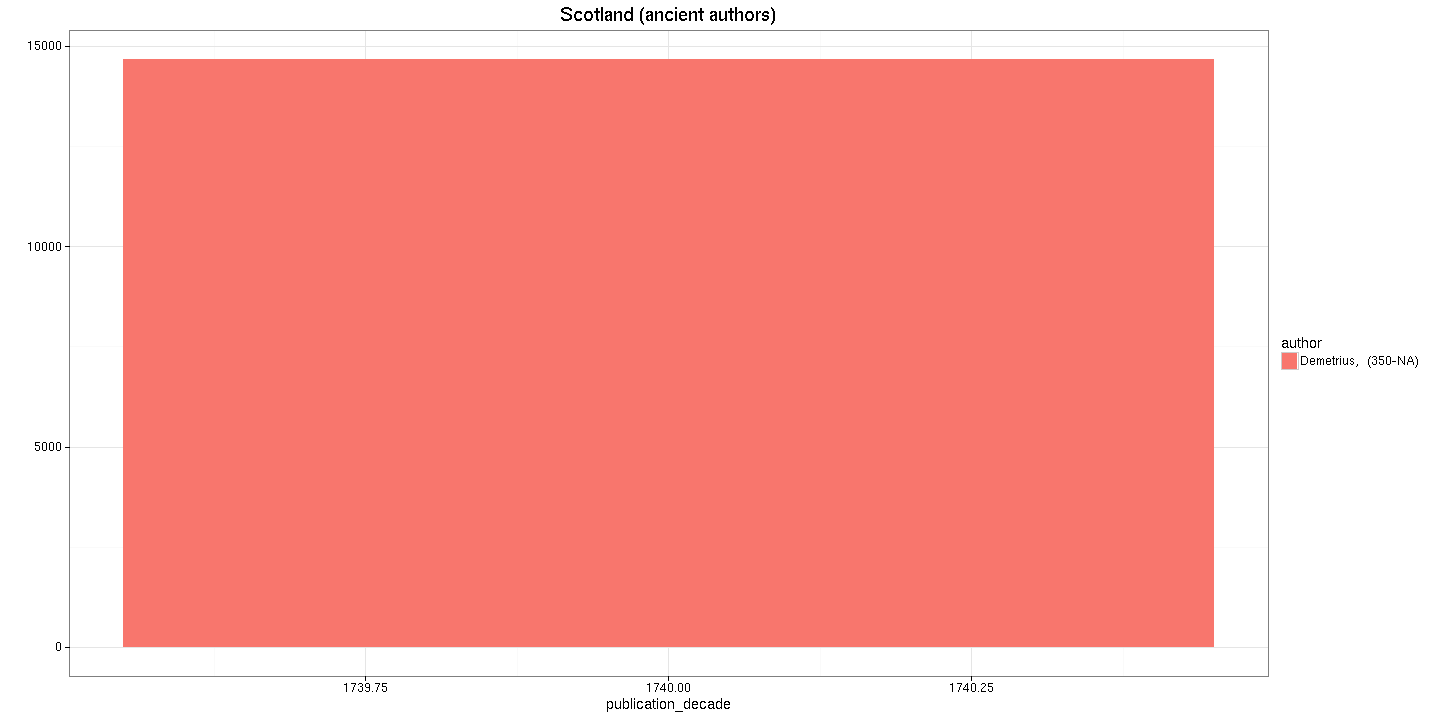 Scotland (ancient authors)
15000
10000
5000
0
1739.75 1740.00 1740.25
publication_decade
author
Demetrius, (350-NA)